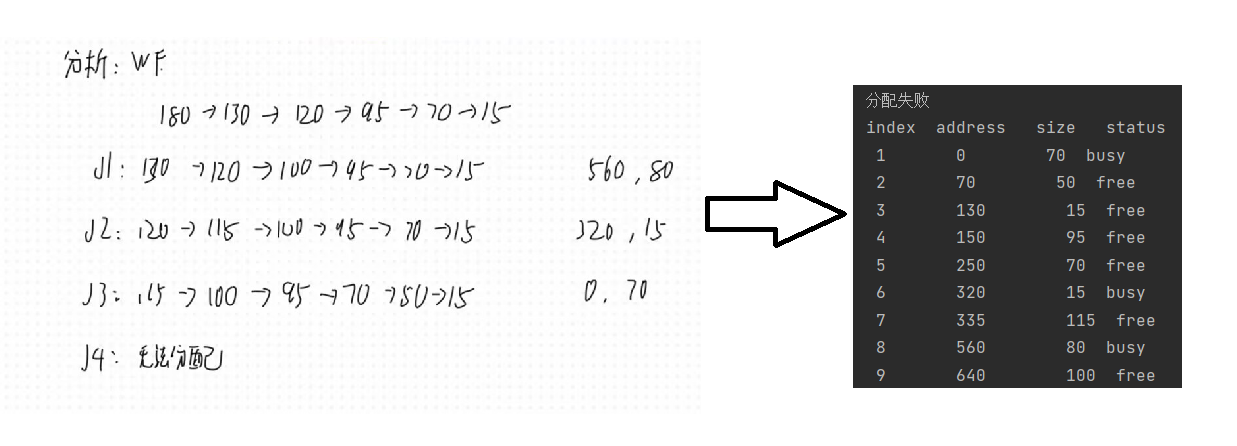 分析：WF
180→130→120→95→70→15
J1：130→120→100→95→70→15  560,80
J2：120→115→100→95→70→15  320,15
J3：115→100→95→70→50→15  0,70
J4：无法分配
分配失败
index address size status
1 0 70 busy
2 70 50 free
3 130 15 free
4 150 95 free
5 250 70 free
6 320 15 busy
7 335 115 free
8 560 80 busy
9 640 100 free